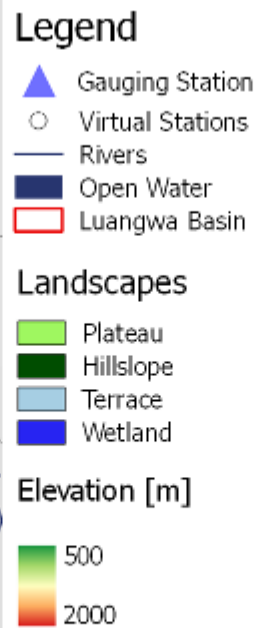 Legend
Gauging Station
Virtual Stations
Rivers
Open Water
Luangwa Basin
Landscapes
Plateau
Hillslope
Terrace
Wetland
Elevation [m]
500
2000